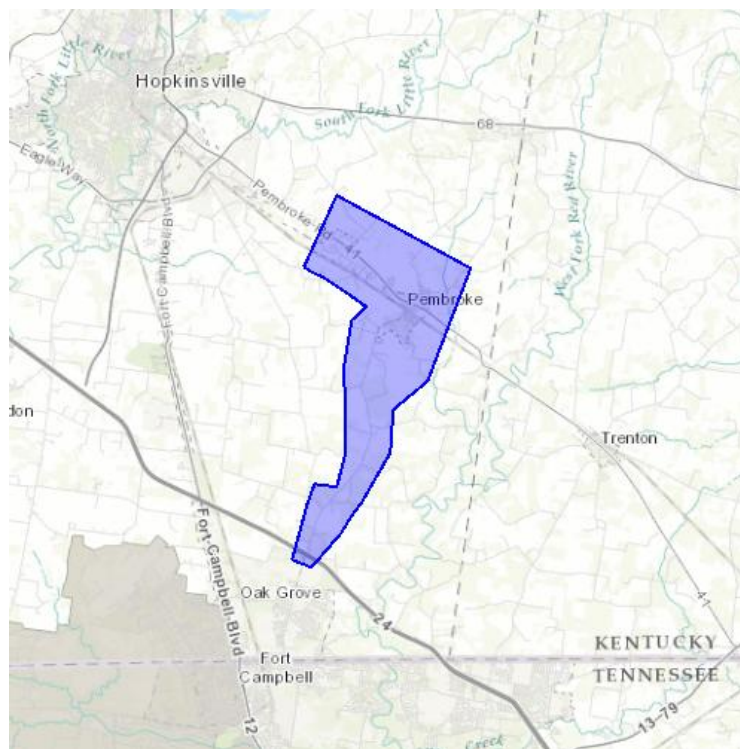 Hopkinsville
South Fork Little River
South Fork Little River
68
Eagle Way
Pembroke Rd
41
Fort Campbell Blvd
West Fork Red River
Pembroke
don
Trenton
Fort Campbell Blvd
Oak Grove
24
41
KENTUCKY
TENNESSEE
Fort
Campbell
12
13-79
Creek